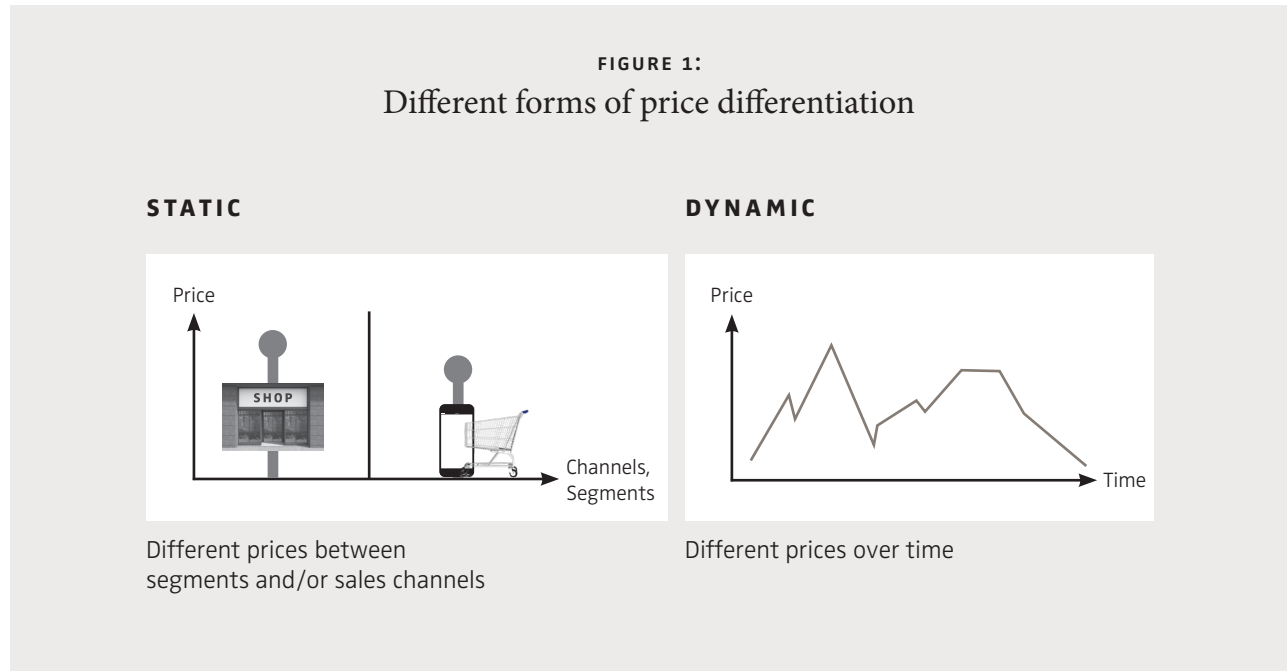 FIGURE 1:
Different forms of price differentiation
STATIC
Price
SHOP
Channels,
Segments
Different prices between
segments and/or sales channels
DYNAMIC
Price
Time
Different prices over time